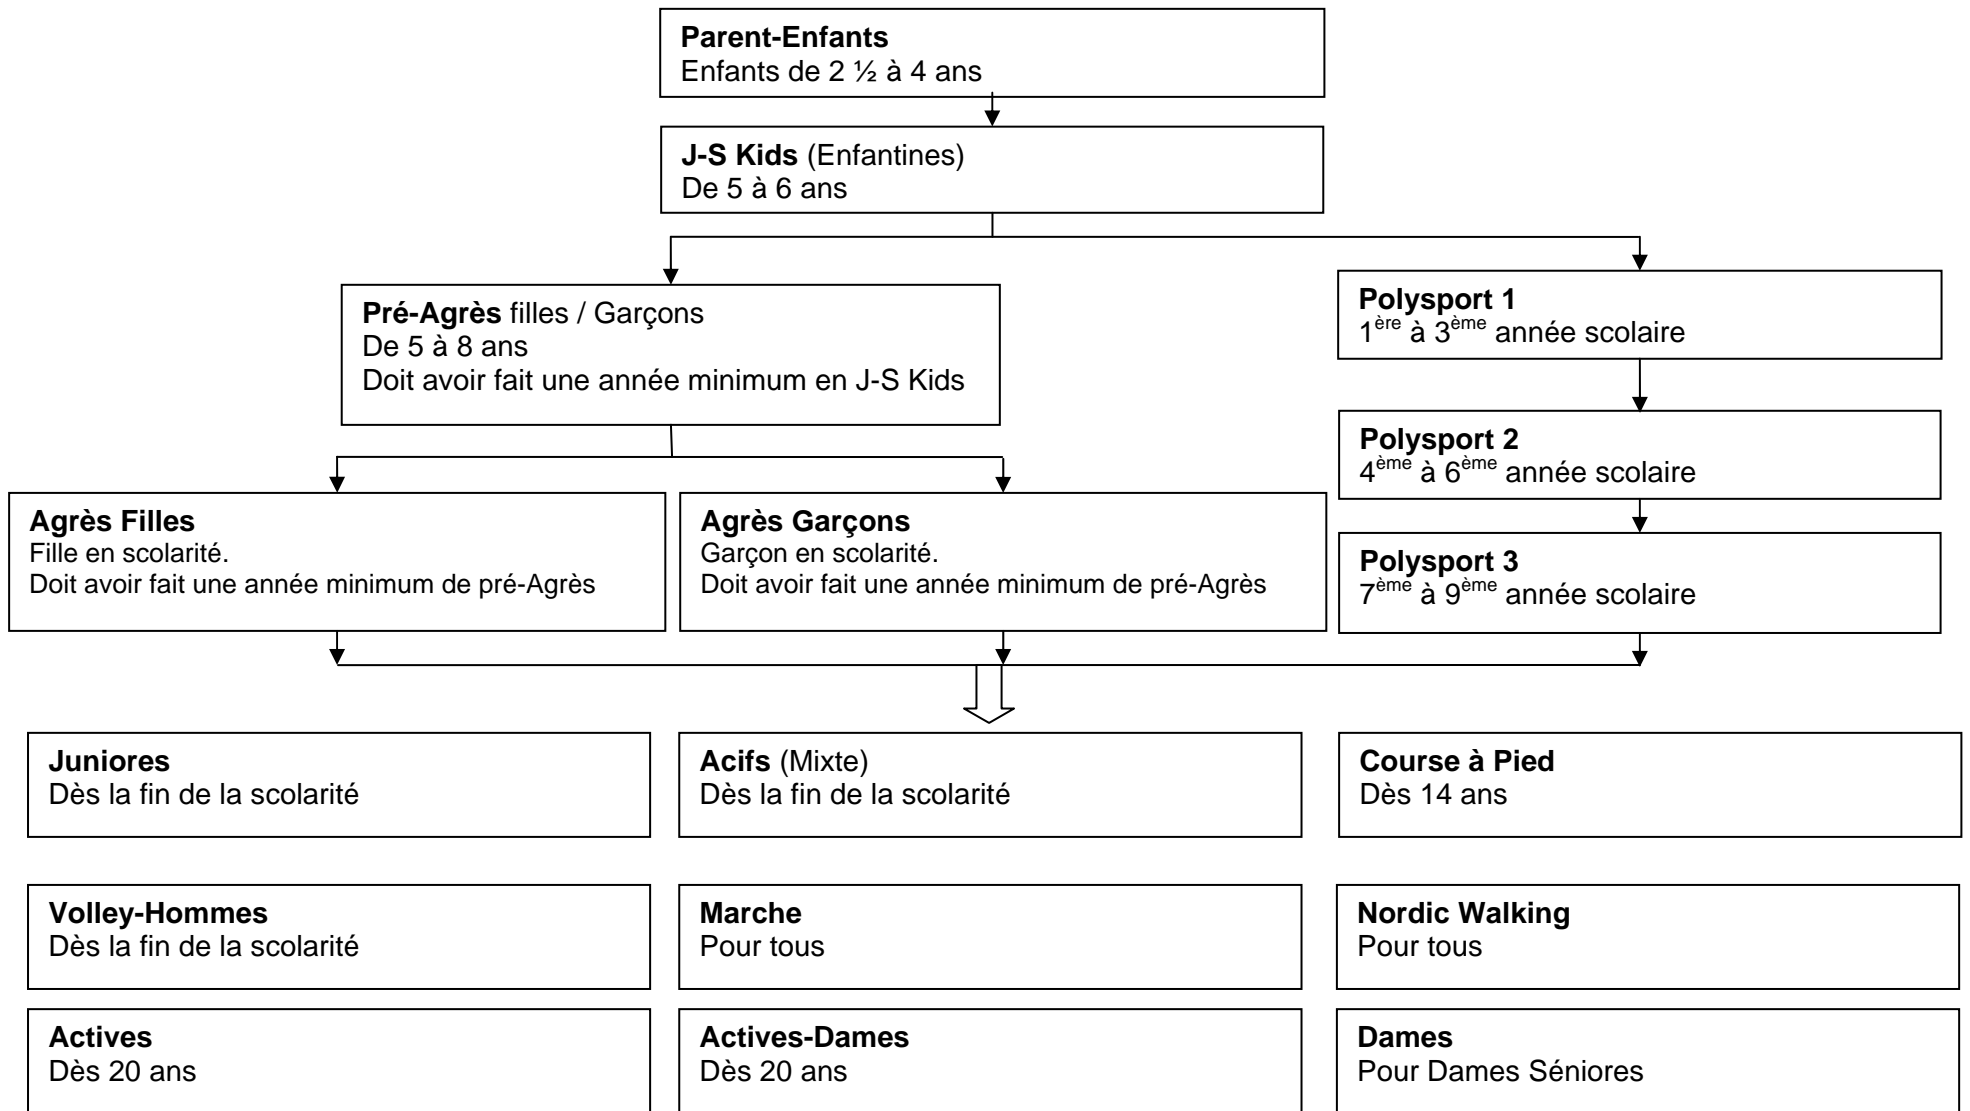 Parent-Enfants
Enfants de 2 ½ à 4 ans
J-S Kids (Enfantines)
De 5 à 6 ans
Pré-Agrès filles / Garçons
De 5 à 8 ans
Doit avoir fait une année minimum en J-S Kids
Polysport 1
1ère à 3ème année scolaire
Polysport 2
4ème à 6ème année scolaire
Agrès Filles
Fille en scolarité.
Doit avoir fait une année minimum de pré-Agrès
Agrès Garçons
Garçon en scolarité.
Doit avoir fait une année minimum de pré-Agrès
Polysport 3
7ème à 9ème année scolaire
Juniores
Dès la fin de la scolarité
Acifs (Mixte)
Dès la fin de la scolarité
Course à Pied
Dès 14 ans
Volley-Hommes
Dès la fin de la scolarité
Marche
Pour tous
Nordic Walking
Pour tous
Actives
Dès 20 ans
Actives-Dames
Dès 20 ans
Dames
Pour Dames Séniores